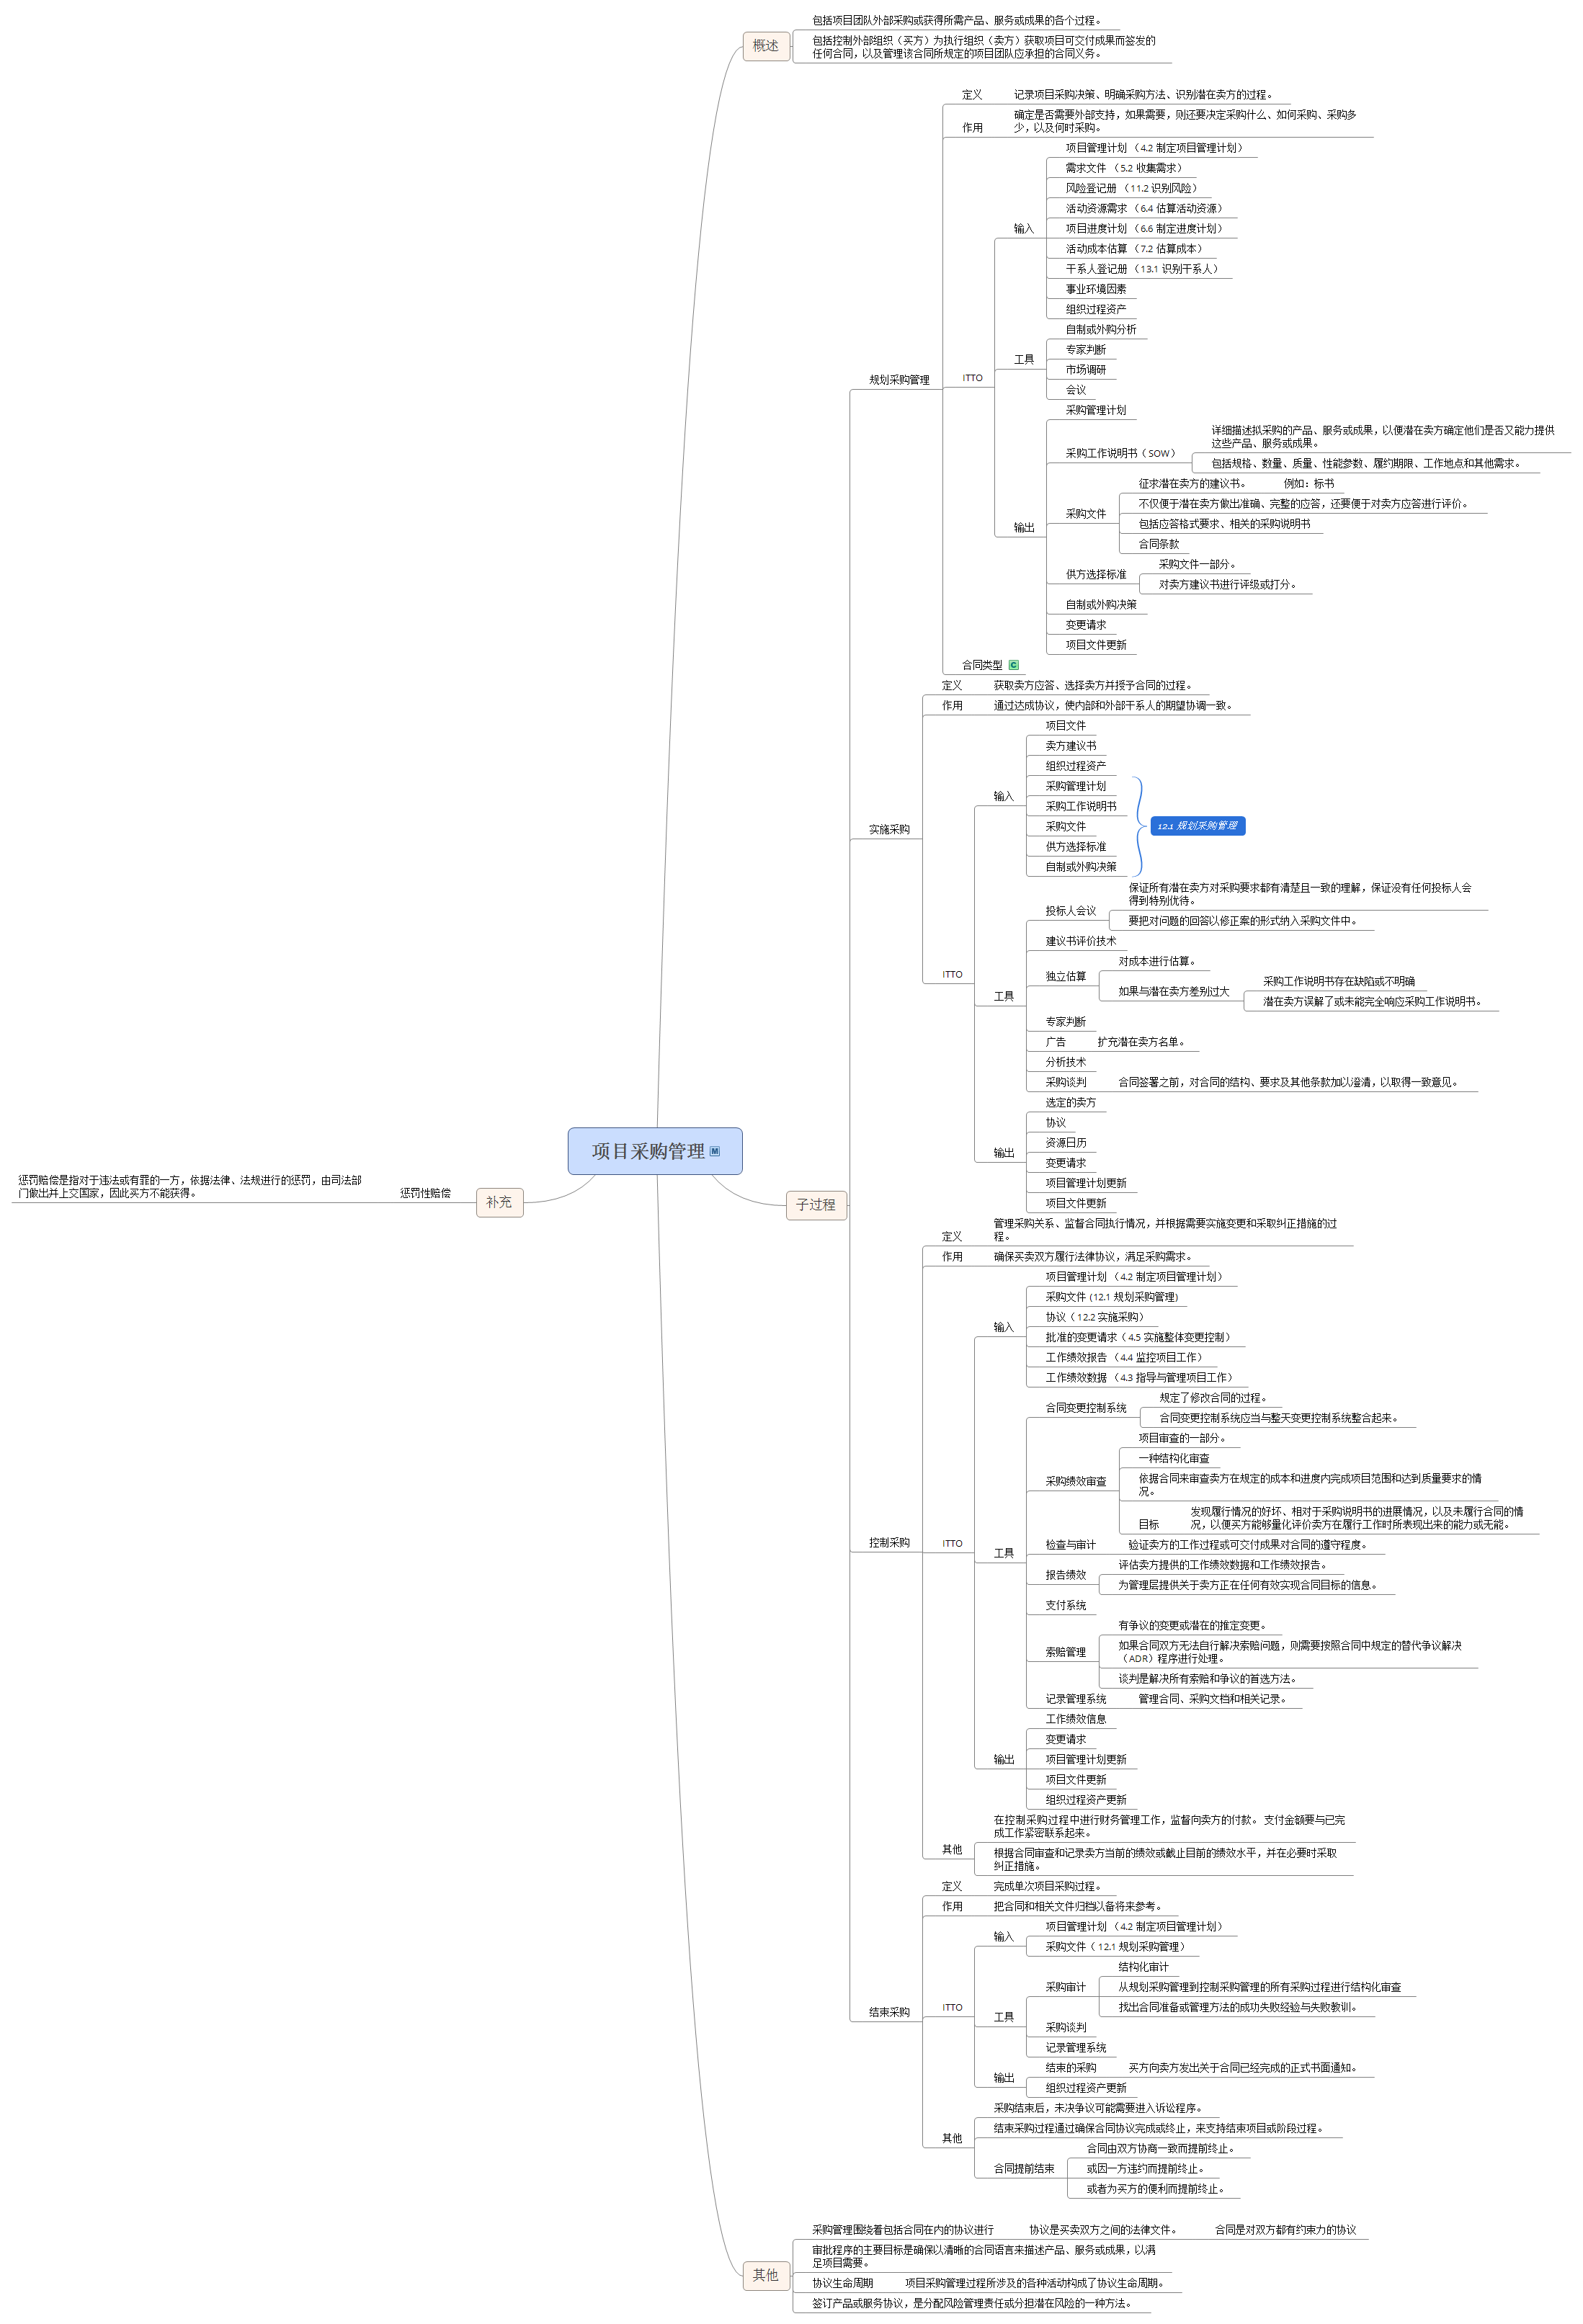 概述
包括项目团队外部采购或获得所需产品、服务或成果的各个过程。
包括控制外部组织（买方）为执行组织（卖方）获取项目可交付成果而签发的
任何合同，以及管理该合同所规定的项目团队应承担的合同义务。
定义
记录项目采购决策、明确采购方法、识别潜在卖方的过程。
作用
确定是否需要外部支持，如果需要，则还要决定采购什么、如何采购、采购多
少，以及何时采购。
规划采购管理
ITTO
输入
项目管理计划 （4.2 制定项目管理计划）
需求文件 （5.2 收集需求）
风险登记册 （11.2 识别风险）
活动资源需求 （6.4 估算活动资源）
项目进度计划 （6.6 制定进度计划）
活动成本估算 （7.2 估算成本）
干系人登记册 （13.1 识别干系人）
事业环境因素
组织过程资产
工具
自制或外购分析
专家判断
市场调研
会议
输出
采购管理计划
采购工作说明书（SOW）
详细描述拟采购的产品、服务或成果，以便潜在卖方确定他们是否又能力提供
这些产品、服务或成果。
包括规格、数量、质量、性能参数、履约期限、工作地点和其他需求。
采购文件
征求潜在卖方的建议书。
例如：标书
不仅便于潜在卖方做出准确、完整的应答，还要便于对卖方应答进行评价。
包括应答格式要求、相关的采购说明书
合同条款
供方选择标准
采购文件一部分。
对卖方建议书进行评级或打分。
自制或外购决策
变更请求
项目文件更新
合同类型 C
实施采购
定义
获取卖方应答、选择卖方并授予合同的过程。
作用
通过达成协议，使内部和外部干系人的期望协调一致。
ITTO
输入
项目文件
卖方建议书
组织过程资产
采购管理计划
采购工作说明书
采购文件
供方选择标准
自制或外购决策
12.1 规划采购管理
工具
投标人会议
保证所有潜在卖方对采购要求都有清楚且一致的理解，保证没有任何投标人会
得到特别优待。
要把对问题的回答以修正案的形式纳入采购文件中。
建议书评价技术
独立估算
对成本进行估算。
如果与潜在卖方差别过大
采购工作说明书存在缺陷或不明确
潜在卖方误解了或未能完全响应采购工作说明书。
专家判断
广告
扩充潜在卖方名单。
分析技术
采购谈判
合同签署之前，对合同的结构、要求及其他条款加以澄清，以取得一致意见。
输出
选定的卖方
协议
资源日历
变更请求
项目管理计划更新
项目文件更新
项目采购管理 M
子过程
补充
惩罚性赔偿
惩罚赔偿是指对于违法或有罪的一方，依据法律、法规进行的惩罚，由司法部
门做出并上交国家，因此买方不能获得。
控制采购
定义
管理采购关系、监督合同执行情况，并根据需要实施变更和采取纠正措施的过
程。
作用
确保买卖双方履行法律协议，满足采购需求。
ITTO
输入
项目管理计划 （4.2 制定项目管理计划）
采购文件 (12.1 规划采购管理)
协议（ 12.2 实施采购）
批准的变更请求（ 4.5 实施整体变更控制）
工作绩效报告 （ 4.4 监控项目工作）
工作绩效数据 （ 4.3 指导与管理项目工作）
工具
合同变更控制系统
规定了修改合同的过程。
合同变更控制系统应当与整天变更控制系统整合起来。
采购绩效审查
项目审查的一部分。
一种结构化审查
依据合同来审查卖方在规定的成本和进度内完成项目范围和达到质量要求的情
况。
目标
发现履行情况的好坏、相对于采购说明书的进展情况，以及未履行合同的情
况，以便买方能够量化评价卖方在履行工作时所表现出来的能力或无能。
检查与审计
验证卖方的工作过程或可交付成果对合同的遵守程度。
报告绩效
评估卖方提供的工作绩效数据和工作绩效报告。
为管理层提供关于卖方正在任何有效实现合同目标的信息。
支付系统
索赔管理
有争议的变更或潜在的推定变更。
如果合同双方无法自行解决索赔问题，则需要按照合同中规定的替代争议解决
（ADR）程序进行处理。
谈判是解决所有索赔和争议的首选方法。
记录管理系统
管理合同、采购文档和相关记录。
输出
工作绩效信息
变更请求
项目管理计划更新
项目文件更新
组织过程资产更新
其他
在控制采购过程中进行财务管理工作，监督向卖方的付款。 支付金额要与已完
成工作紧密联系起来。
根据合同审查和记录卖方当前的绩效或截止目前的绩效水平，并在必要时采取
纠正措施。
结束采购
定义
完成单次项目采购过程。
作用
把合同和相关文件归档以备将来参考。
ITTO
输入
项目管理计划 （4.2 制定项目管理计划）
采购文件（ 12.1 规划采购管理）
工具
采购审计
结构化审计
从规划采购管理到控制采购管理的所有采购过程进行结构化审查
找出合同准备或管理方法的成功失败经验与失败教训。
采购谈判
记录管理系统
输出
结束的采购
买方向卖方发出关于合同已经完成的正式书面通知。
组织过程资产更新
其他
采购结束后，未决争议可能需要进入诉讼程序。
结束采购过程通过确保合同协议完成或终止，来支持结束项目或阶段过程。
合同提前结束
合同由双方协商一致而提前终止。
或因一方违约而提前终止。
或者为买方的便利而提前终止。
其他
采购管理围绕着包括合同在内的协议进行
协议是买卖双方之间的法律文件。
合同是对双方都有约束力的协议
审批程序的主要目标是确保以清晰的合同语言来描述产品、服务或成果，以满
足项目需要。
协议生命周期
项目采购管理过程所涉及的各种活动构成了协议生命周期。
签订产品或服务协议，是分配风险管理责任或分担潜在风险的一种方法。